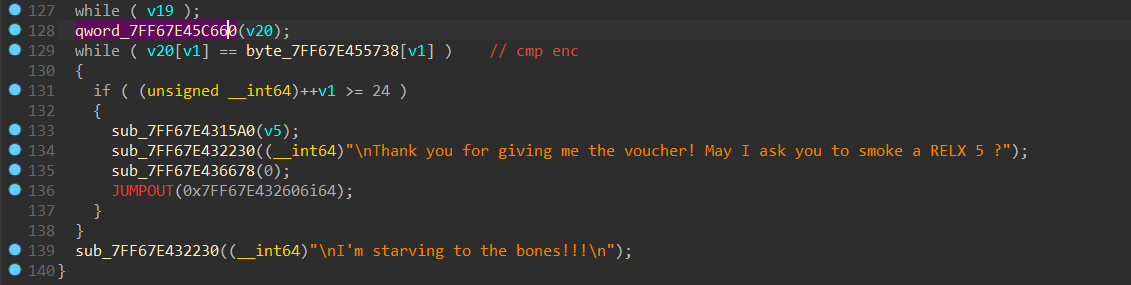 127 while ( v19 );
128 qword_7FF67E45C660(v20);
129 while ( v20[v1] == byte_7FF67E455738[v1] ) // cmp enc
130 {
131 if ( (unsigned __int64)++v1 >= 24 )
132 {
133 sub_7FF67E4315A0(v5);
134 sub_7FF67E432230((__int64)"\nThank you for giving me the voucher! May I ask you to smoke a RELX 5 ?");
135 sub_7FF67E436678(0);
136 JUMPOUT(0x7FF67E432606i64);
137 }
138 }
139 sub_7FF67E432230((__int64)"\nI'm starving to the bones!!!\n");
140 }